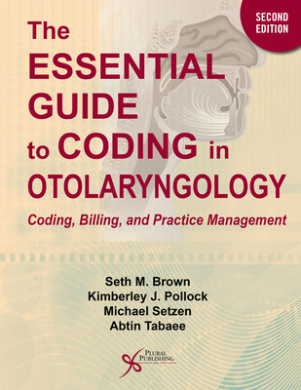 SECOND
EDITION
The
ESSENTIAL
GUIDE
to CODING in
OTOLARYNGOLOGY
Coding, Billing, and Practice Management
Seth M. Brown
Kimberley J. Pollock
Michael Setzen
Abtin Tabaee
PLURAL
PUBLISHING